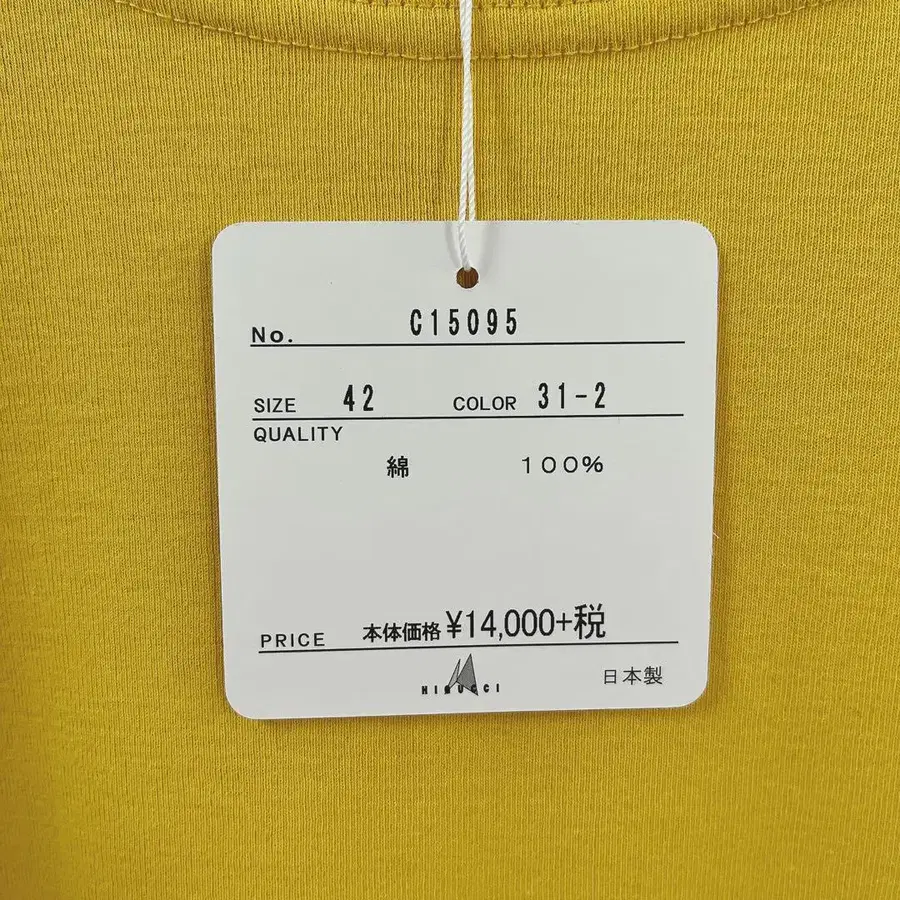 No. C15095
SIZE 42 COLOR 31-2
QUALITY
綿 100%
PRICE 本体価格 ¥14,000+税
HIGUCCI 日本製